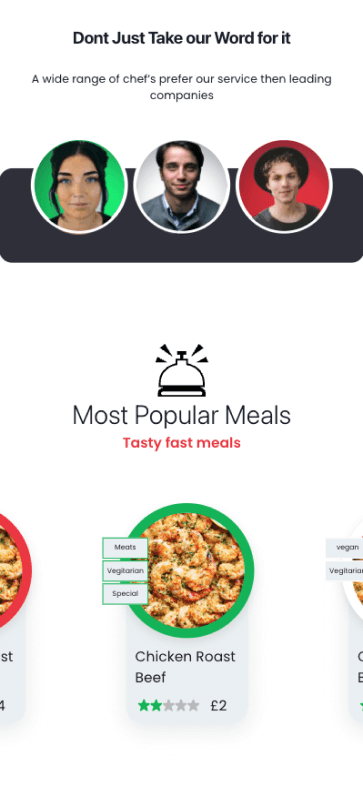 Dont Just Take our Word for it
A wide range of chef's prefer our service then leading
companies
Most Popular Meals
Tasty fast meals
Meats
Vegitarian
Special
vegan
Vegitarian
st
Chicken Roast
Beef
4
£2